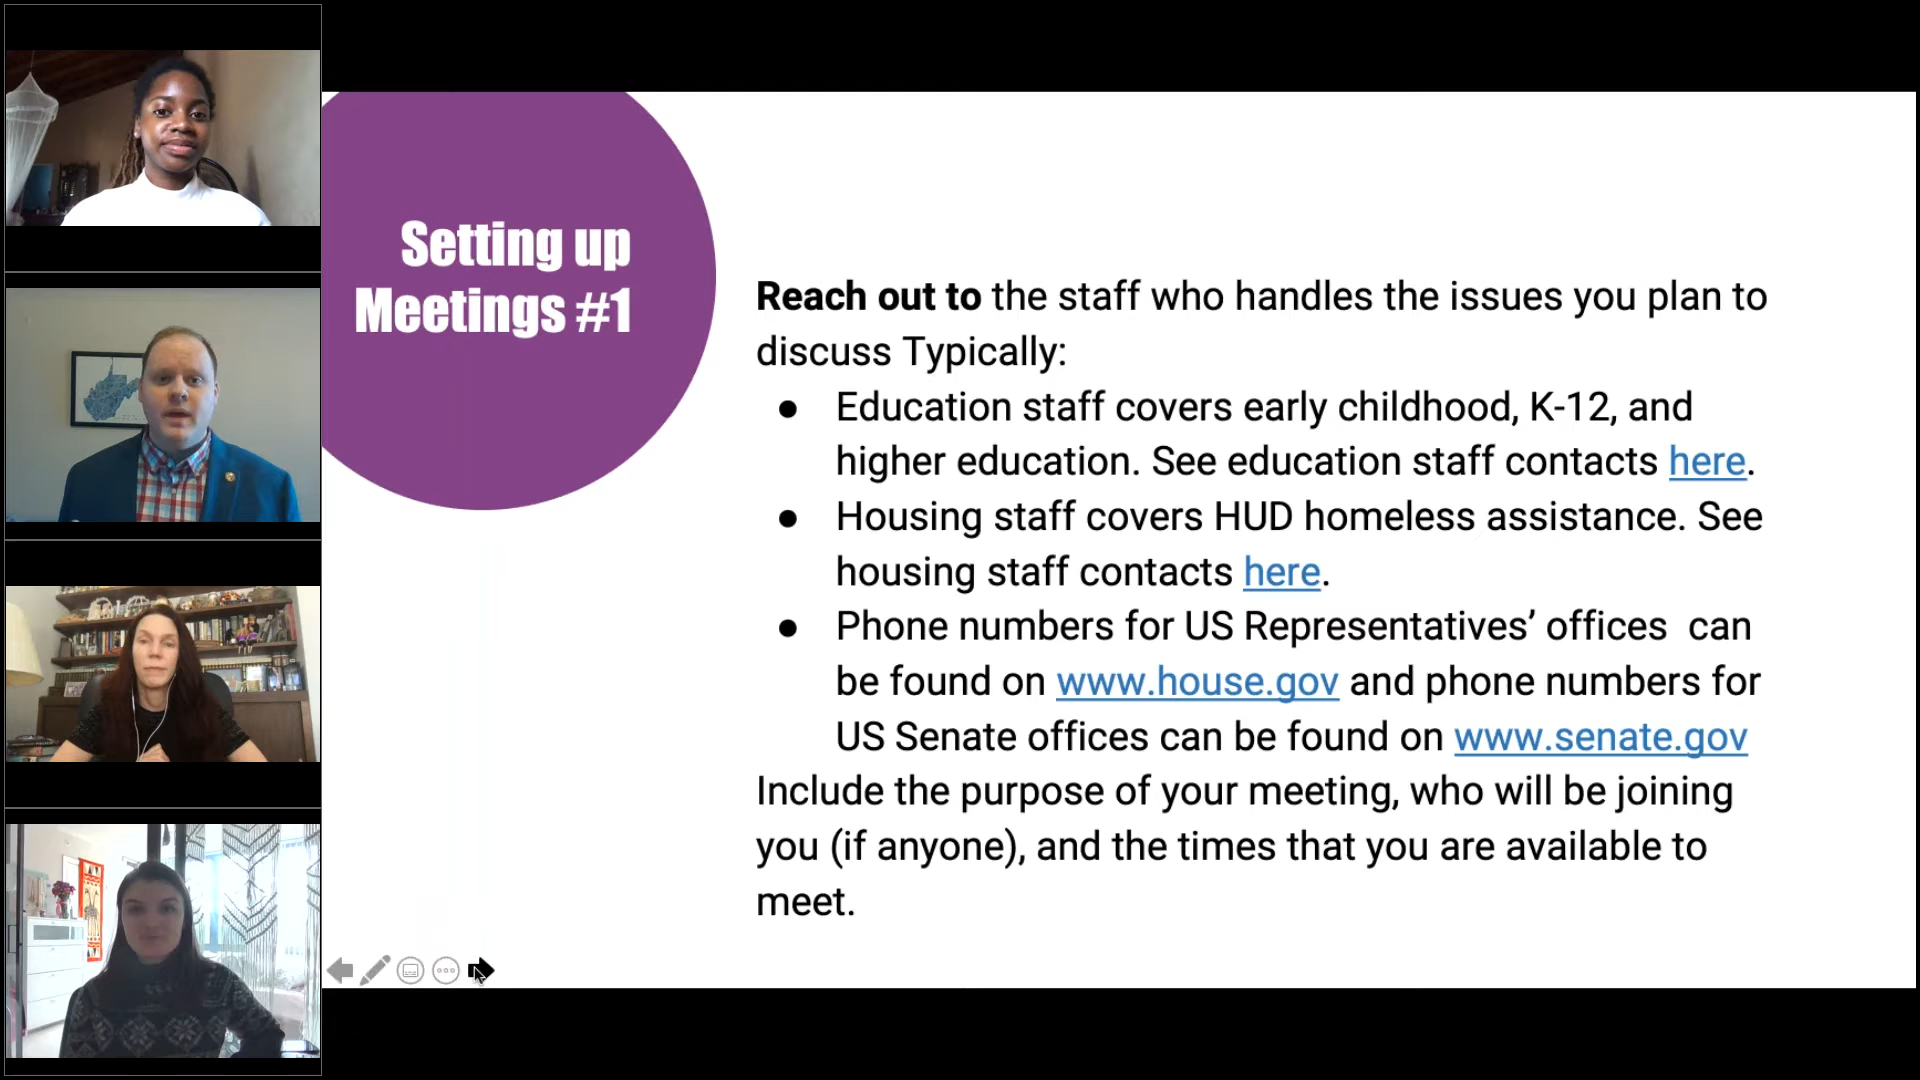 Setting up
Meetings #1
Reach out to the staff who handles the issues you plan to
discuss Typically:
● Education staff covers early childhood, K-12, and
higher education. See education staff contacts here.
● Housing staff covers HUD homeless assistance. See
housing staff contacts here.
● Phone numbers for US Representatives’ offices  can
be found on www.house.gov and phone numbers for
US Senate offices can be found on www.senate.gov
Include the purpose of your meeting, who will be joining
you (if anyone), and the times that you are available to
meet.